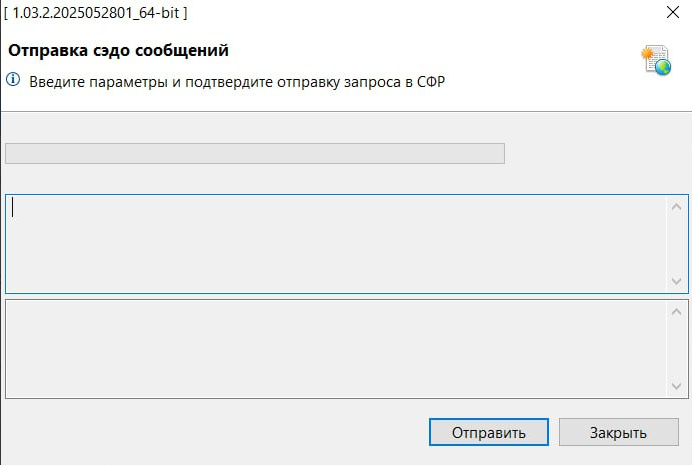 [ 1.03.2.2025052801_64-bit ]
Отправка сэдо сообщений
Введите параметры и подтвердите отправку запроса в СФР
Отправить
Закрыть